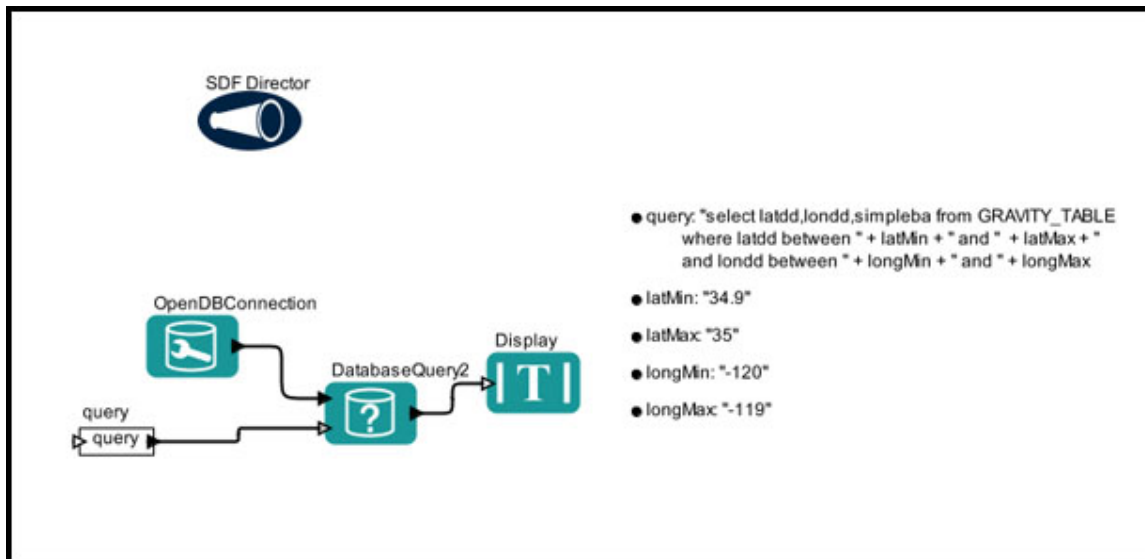 SDF Director
● query: "select latdd,londd,simpleba from GRAVITY_TABLE
where latdd between " + latMin + " and " + latMax + "
and londd between " + longMin + " and " + longMax
● latMin: "34.9"
● latMax: "35"
● longMin: "-120"
● longMax: "-119"
OpenDBConnection
Display
T
DatabaseQuery2
?
query
query